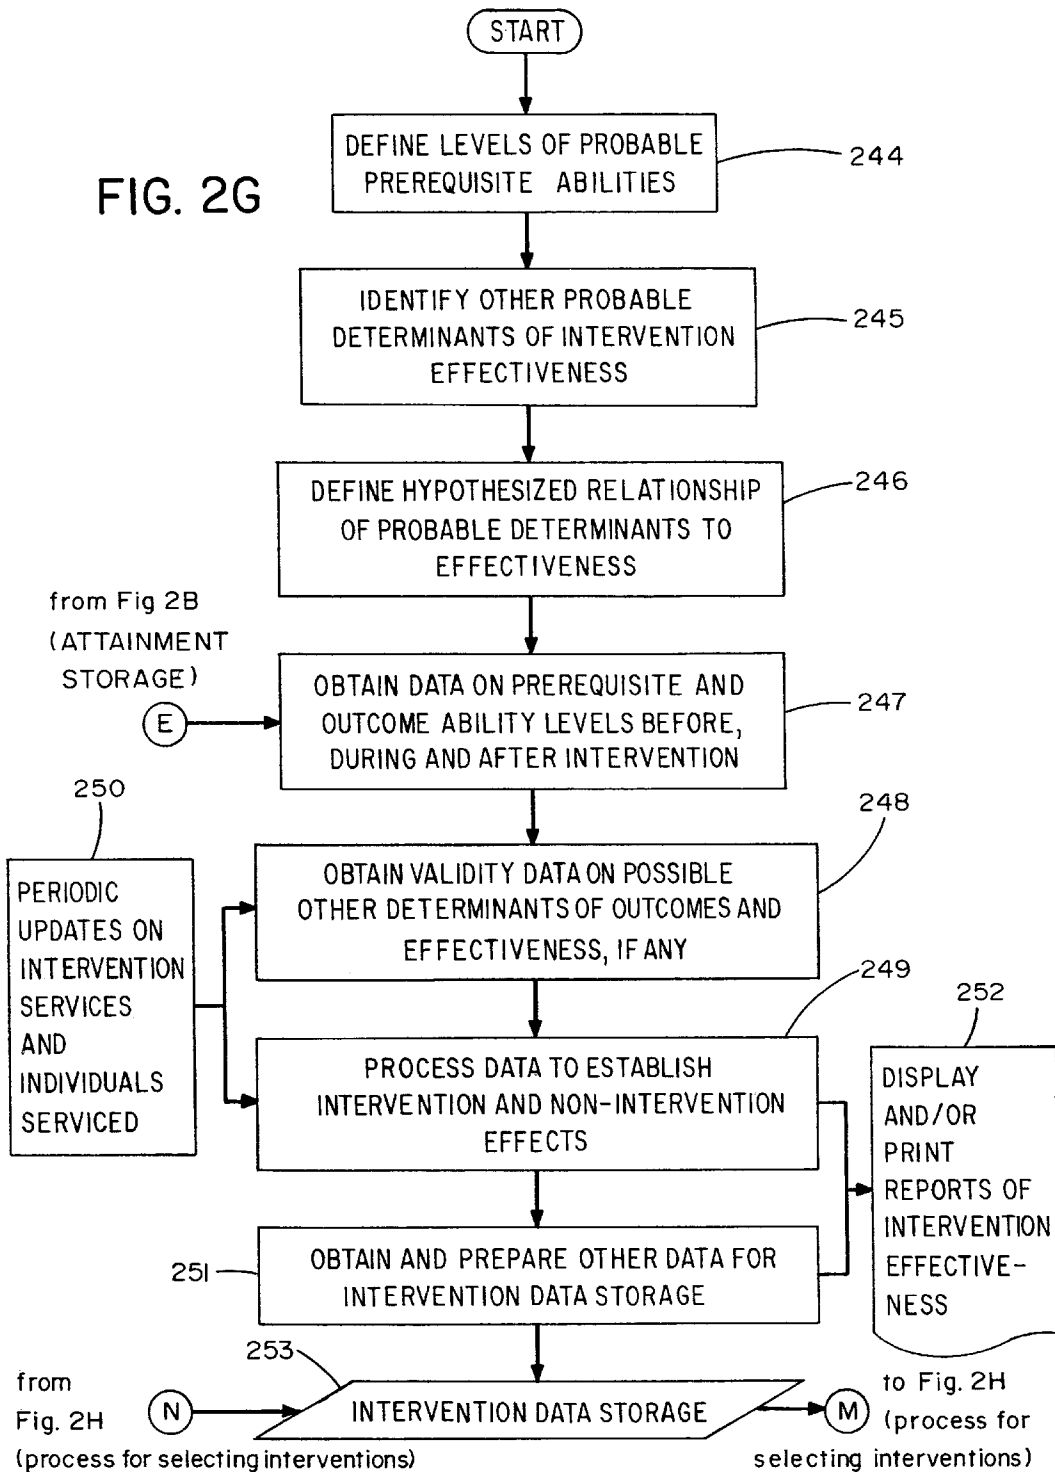 START
DEFINE LEVELS OF PROBABLE
PREREQUISITE ABILITIES
244
FIG. 2G
IDENTIFY OTHER PROBABLE
DETERMINANTS OF INTERVENTION
EFFECTIVENESS
245
DEFINE HYPOTHESIZED RELATIONSHIP
OF PROBABLE DETERMINANTS TO
EFFECTIVENESS
246
from Fig 2B
(ATTAINMENT
STORAGE)
E
OBTAIN DATA ON PREREQUISITE AND
OUTCOME ABILITY LEVELS BEFORE,
DURING AND AFTER INTERVENTION
247
250
PERIODIC
UPDATES ON
INTERVENTION
SERVICES
AND
INDIVIDUALS
SERVICED
OBTAIN VALIDITY DATA ON POSSIBLE
OTHER DETERMINANTS OF OUTCOMES AND
EFFECTIVENESS, IF ANY
248
PROCESS DATA TO ESTABLISH
INTERVENTION AND NON-INTERVENTION
EFFECTS
249
252
DISPLAY
AND/OR
PRINT
REPORTS OF
INTERVENTION
EFFECTIVE-
NESS
251
OBTAIN AND PREPARE OTHER DATA FOR
INTERVENTION DATA STORAGE
253
from
Fig. 2H
(process for selecting interventions)
N
INTERVENTION DATA STORAGE
M
to Fig. 2H
(process for
selecting interventions)